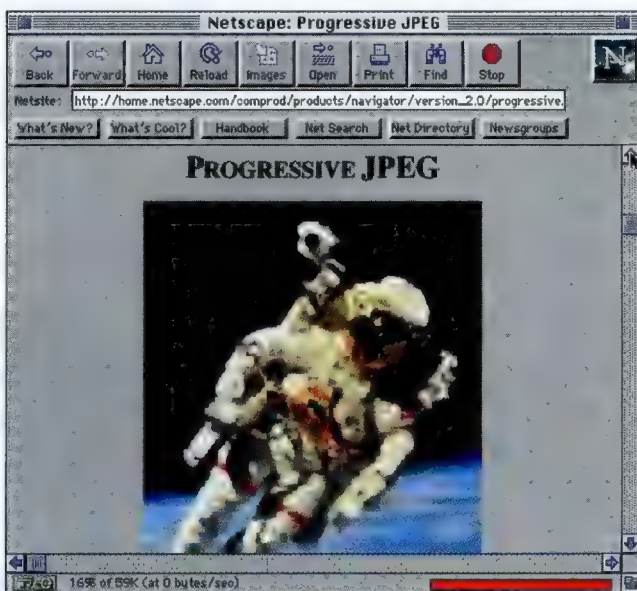 Netscape: Progressive JPEG
Back Forward Home Reload Images Open Print Find Stop
N
Netsite: http://home.netscape.com/comprod/products/navigator/version_2.0/progressive.
What's New? What's Cool? Handbook Net Search Net Directory Newsgroups
PROGRESSIVE JPEG
16% of 59K (at 0 bytes/sec)